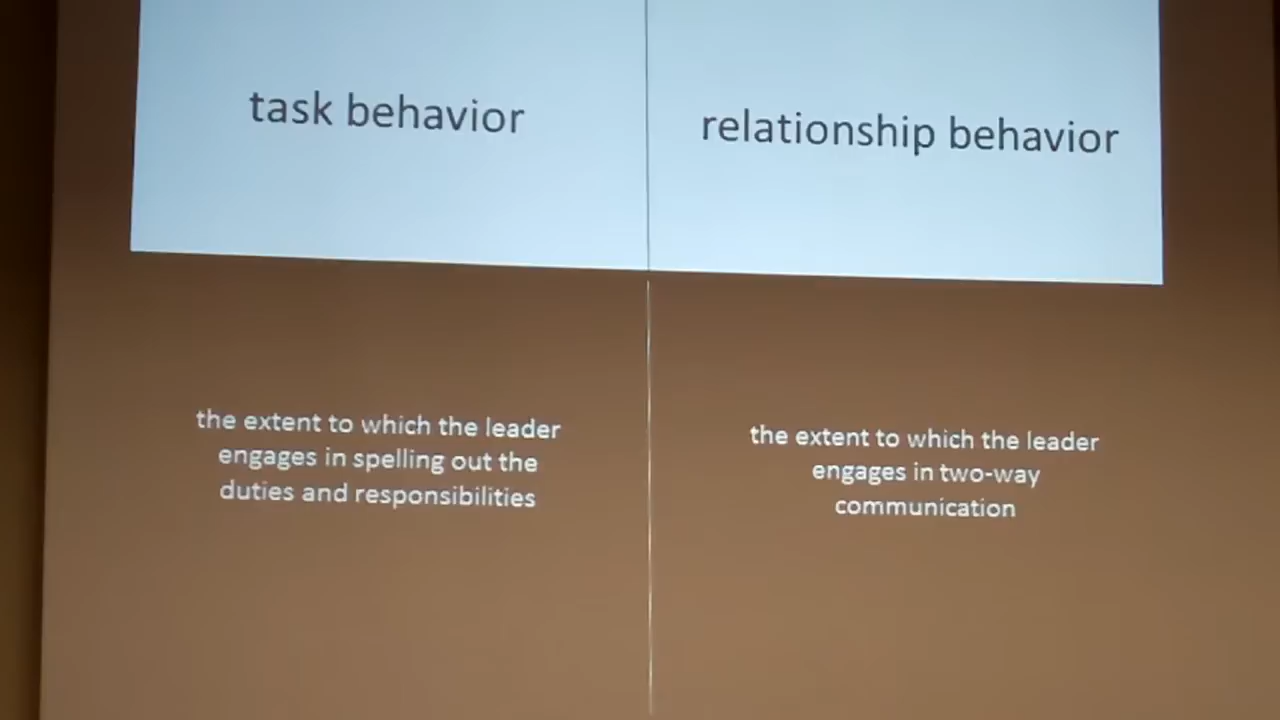 task behavior
relationship behavior
the extent to which the leader
engages in spelling out the
duties and responsibilities
the extent to which the leader
engages in two-way
communication